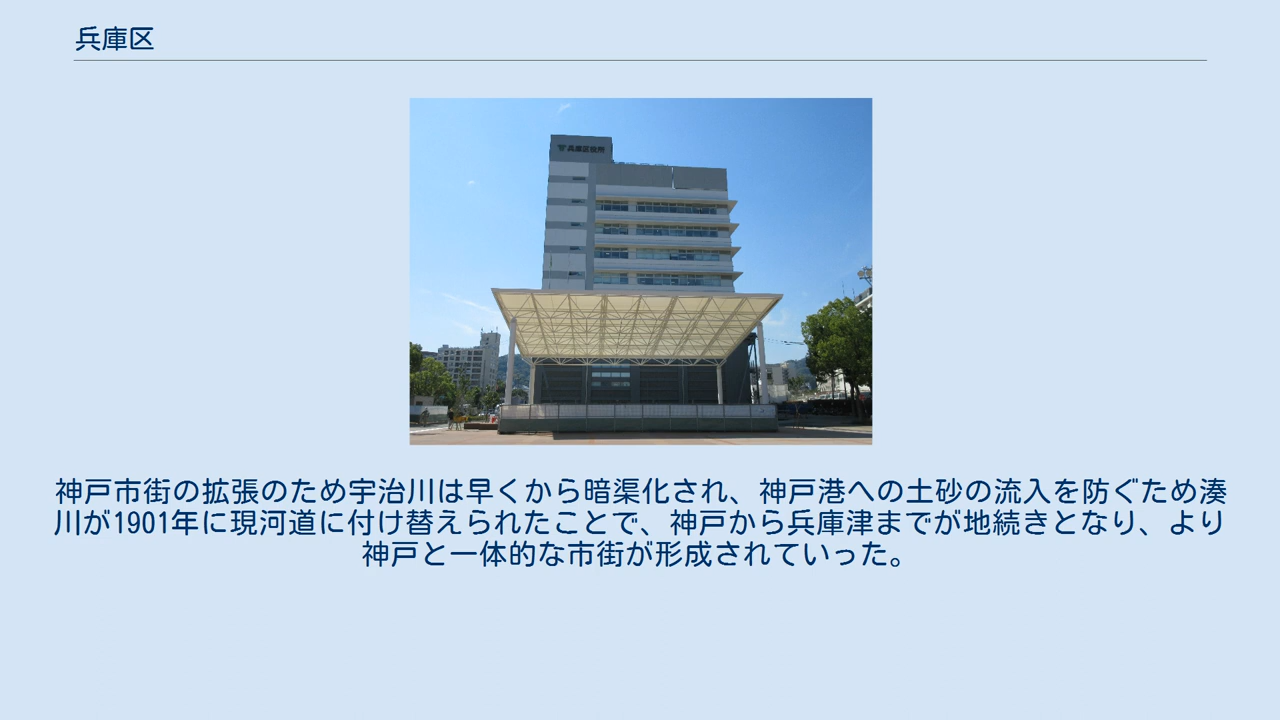 兵庫区
兵庫区役所
神戸市街の拡張のため宇治川は早くから暗渠化され、神戸港への土砂の流入を防ぐため湊
川が1901年に現河道に付け替えられたことで、神戸から兵庫津までが地続きとなり、より
神戸と一体的な市街が形成されていった。